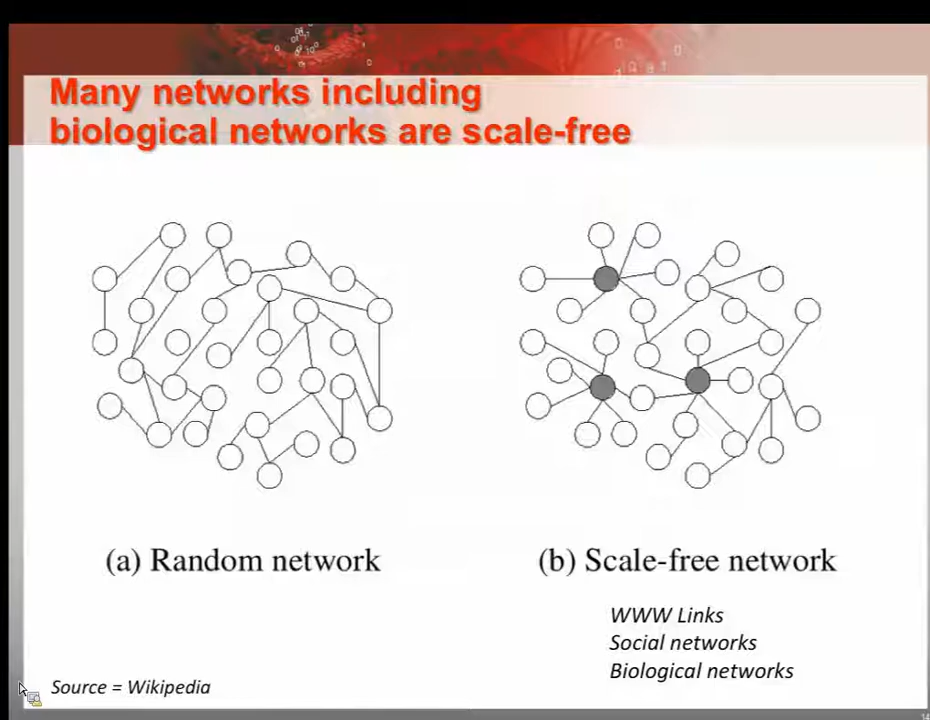 Many networks including
biological networks are scale-free
(a) Random network
(b) Scale-free network
WWW Links
Social networks
Biological networks
Source = Wikipedia